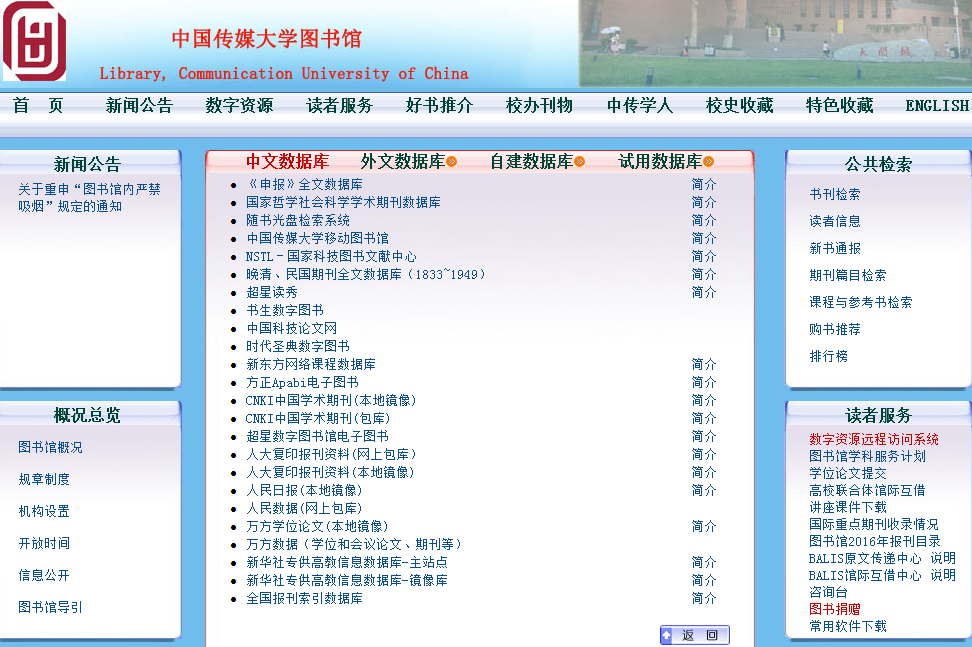 中国传媒大学图书馆
Library, Communication University of China
首 页 新闻公告 数字资源 读者服务 好书推介 校办刊物 中传学人 校史收藏 特色收藏 ENGLISH
新闻公告
关于重申“图书馆内严禁
吸烟”规定的通知
概况总览
图书馆概况
规章制度
机构设置
开放时间
信息公开
图书馆导引
中文数据库 外文数据库 自建数据库 试用数据库
《申报》全文数据库 简介
国家哲学社会科学学术期刊数据库 简介
随书光盘检索系统 简介
中国传媒大学移动图书馆 简介
NSTL－国家科技图书文献中心 简介
晚清、民国期刊全文数据库（1833~1949） 简介
超星读秀 简介
书生数字图书
中国科技论文网
时代圣典数字图书
新东方网络课程数据库 简介
方正Apabi电子图书 简介
CNKI中国学术期刊(本地镜像) 简介
CNKI中国学术期刊(包库) 简介
超星数字图书馆电子图书 简介
人大复印报刊资料(网上包库) 简介
人大复印报刊资料(本地镜像) 简介
人民日报(本地镜像) 简介
人民数据(网上包库)
万方学位论文(本地镜像) 简介
万方数据（学位和会议论文、期刊等）
新华社专供高教信息数据库-主站点 简介
新华社专供高教信息数据库-镜像库 简介
全国报刊索引数据库 简介
返 回
公共检索
书刊检索
读者信息
新书通报
期刊篇目检索
课程与参考书检索
购书推荐
排行榜
读者服务
数字资源远程访问系统
图书馆学科服务计划
学位论文提交
高校联合体馆际互借
讲座课件下载
国际重点期刊收录情况
图书馆2016年报刊目录
BALIS原文传递中心 说明
BALIS馆际互借中心 说明
咨询台
图书捐赠
常用软件下载